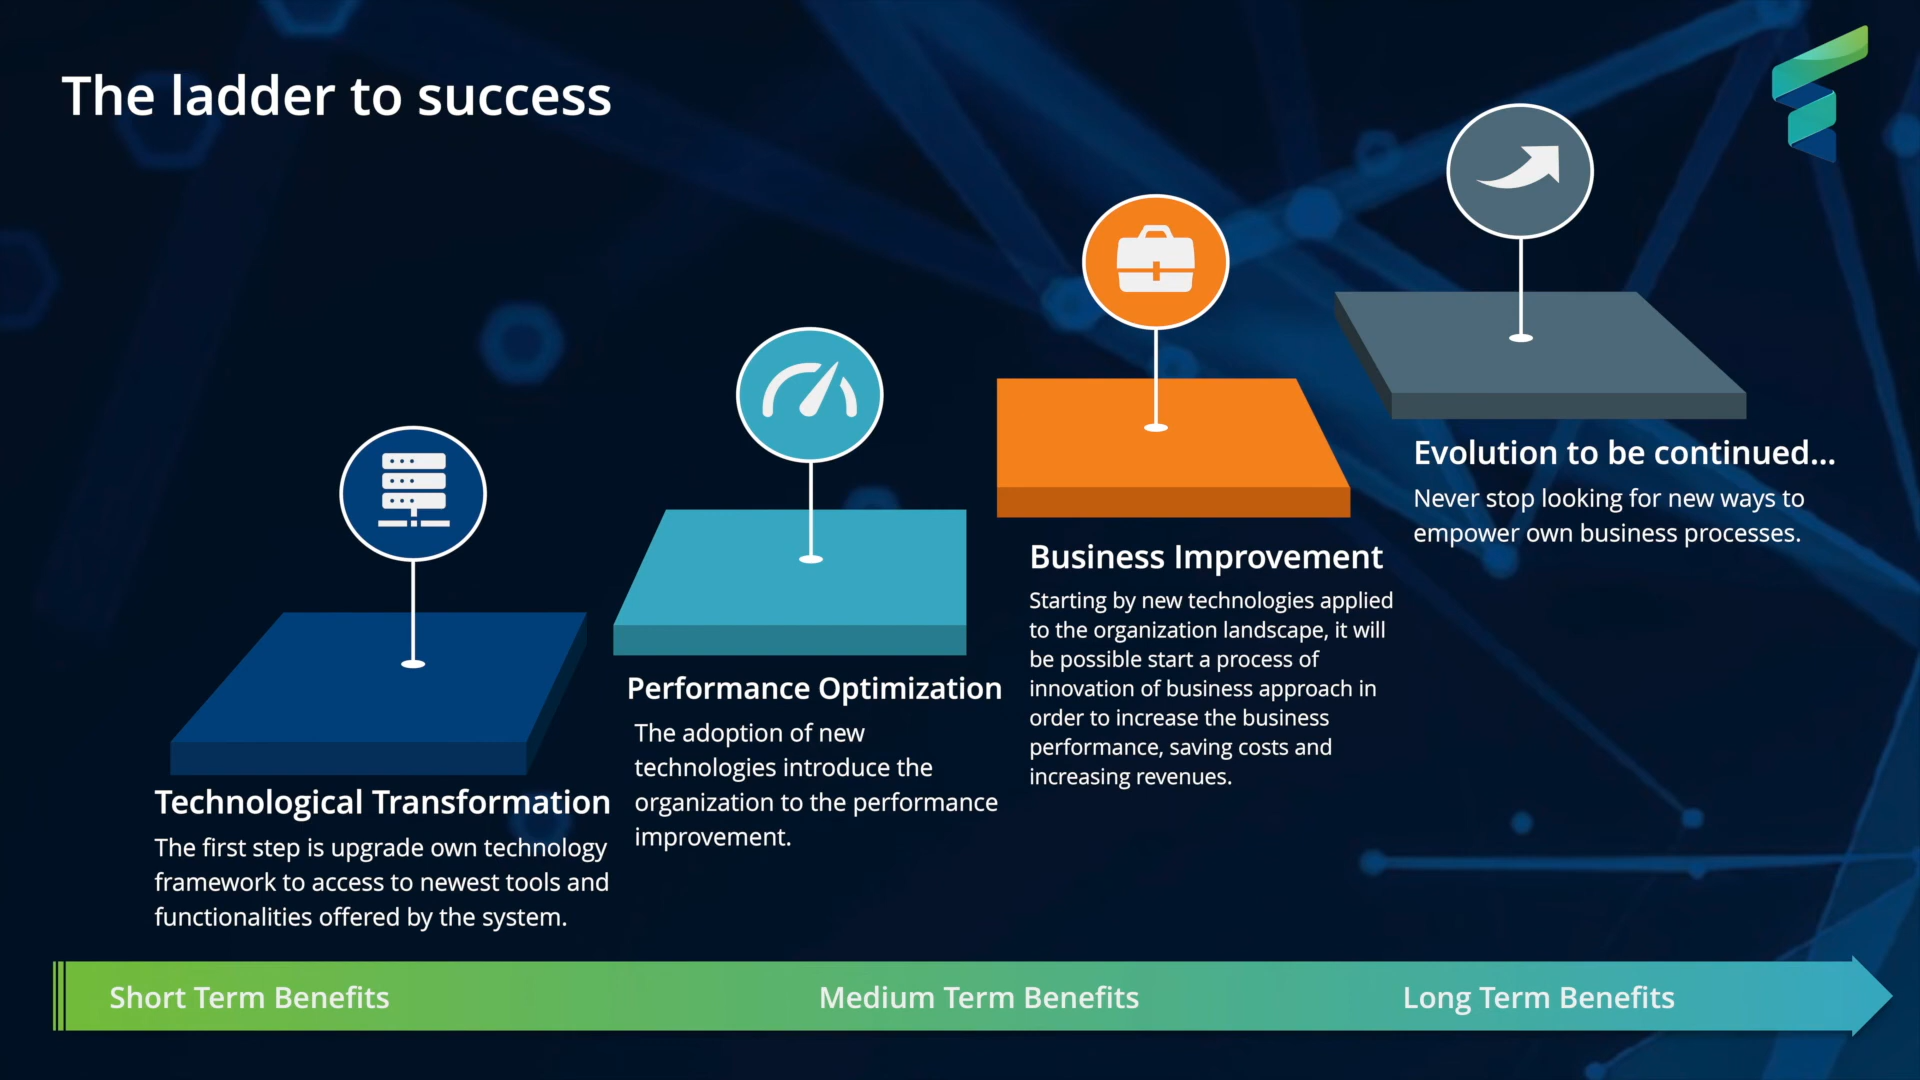 The ladder to success
Technological Transformation
The first step is upgrade own technology
framework to access to newest tools and
functionalities offered by the system.
Performance Optimization
The adoption of new
technologies introduce the
organization to the performance
improvement.
Business Improvement
Starting by new technologies applied
to the organization landscape, it will
be possible start a process of
innovation of business approach in
order to increase the business
performance, saving costs and
increasing revenues.
Evolution to be continued...
Never stop looking for new ways to
empower own business processes.
Short Term Benefits
Medium Term Benefits
Long Term Benefits